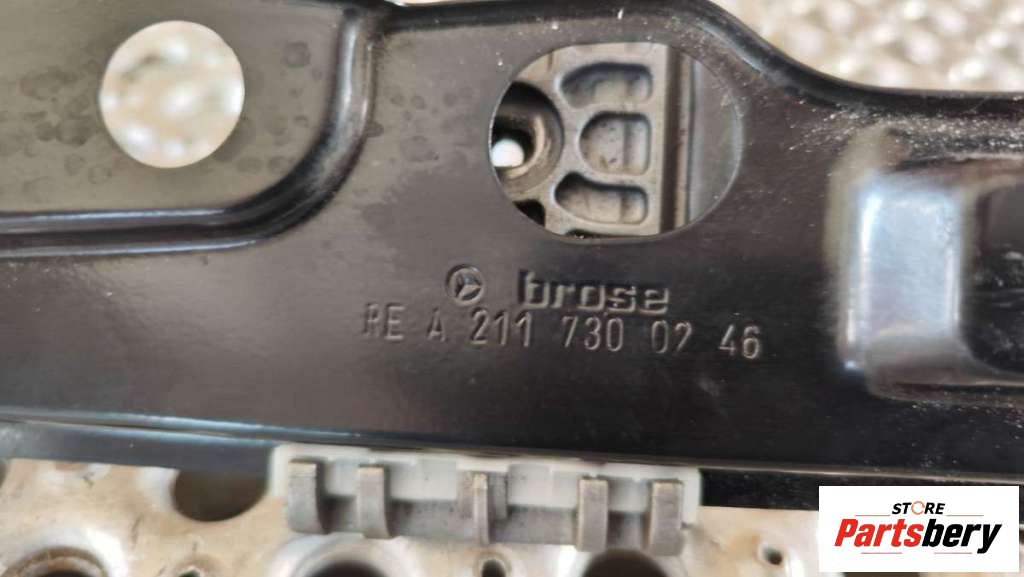 brose
RE A 211 730 02 46
STORE
Partsbery